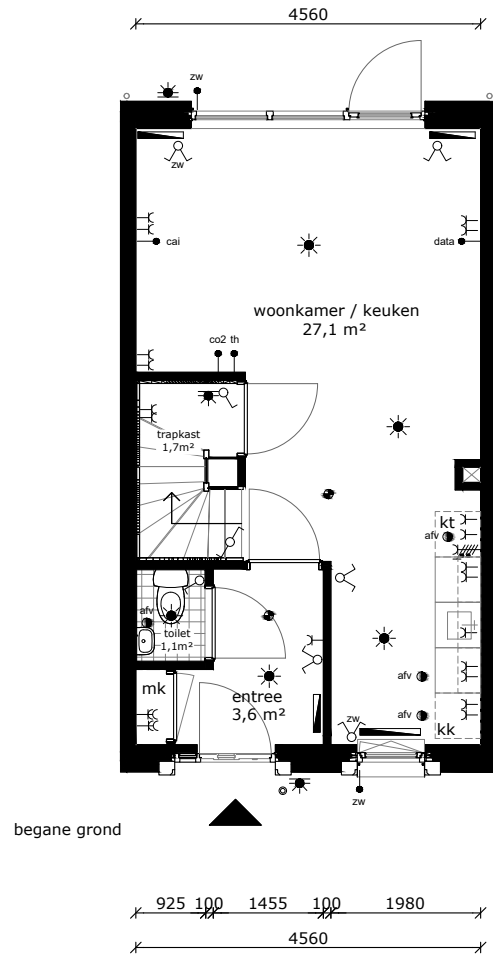 4560
zw
zw
cai
data
woonkamer / keuken
27,1 m²
co2 th
trapkast
1,7m²
kt
afv
afv
toilet
1,1m²
mk
entree
3,6 m²
afv
afv
zw
kk
zw
begane grond
925 100 1455 100 1980
4560